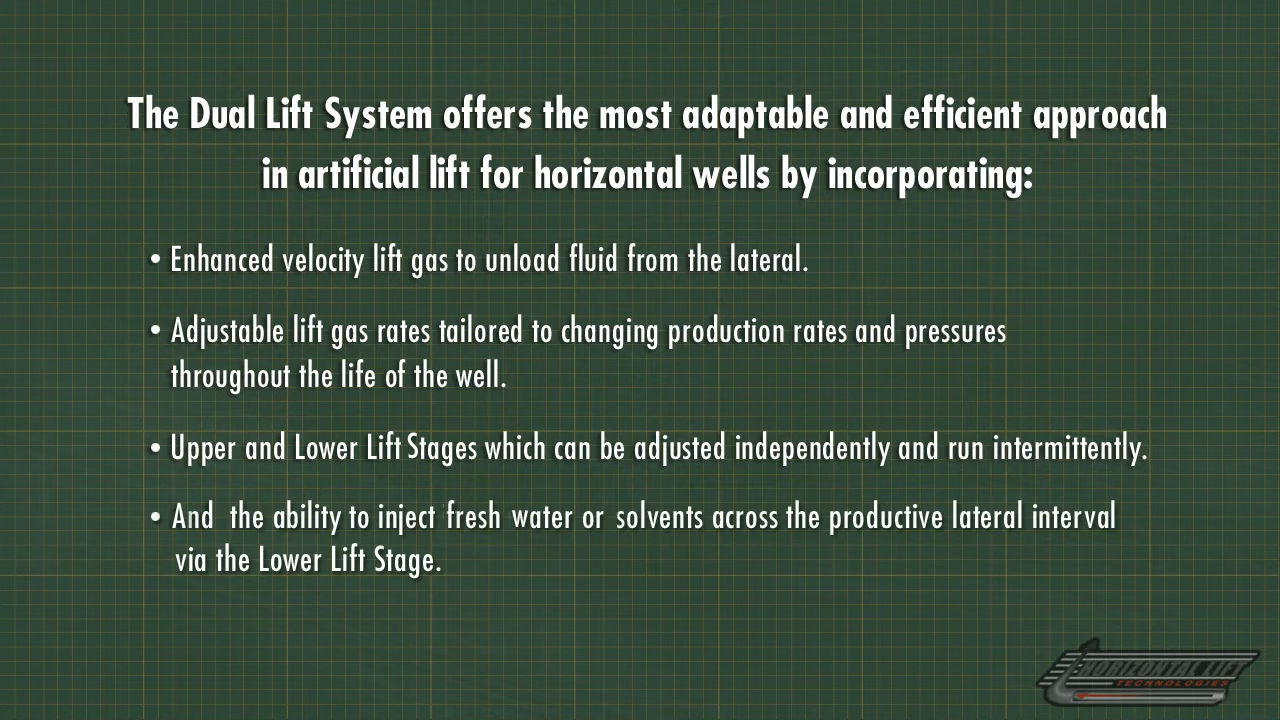 The Dual Lift System offers the most adaptable and efficient approach
in artificial lift for horizontal wells by incorporating:
• Enhanced velocity lift gas to unload fluid from the lateral.
• Adjustable lift gas rates tailored to changing production rates and pressures
throughout the life of the well.
• Upper and Lower Lift Stages which can be adjusted independently and run intermittently.
• And the ability to inject fresh water or solvents across the productive lateral interval
via the Lower Lift Stage.
HORIZONTAL LIFT
TECHNOLOGIES